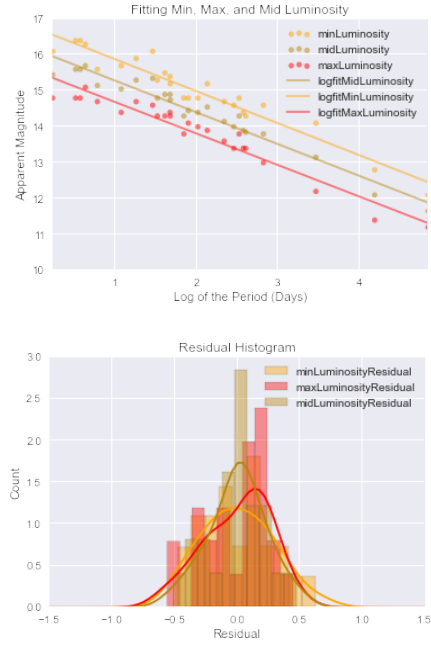 Fitting Min, Max, and Mid Luminosity
17
16
15
14
13
12
11
10
Apparent Magnitude
minLuminosity
midLuminosity
maxLuminosity
logfitMidLuminosity
logfitMinLuminosity
logfitMaxLuminosity
1 2 3 4
Log of the Period (Days)
Residual Histogram
3.0
2.5
2.0
1.5
1.0
0.5
0.0
Count
minLuminosityResidual
maxLuminosityResidual
midLuminosityResidual
−1.5 −1.0 −0.5 0.0 0.5 1.0 1.5
Residual